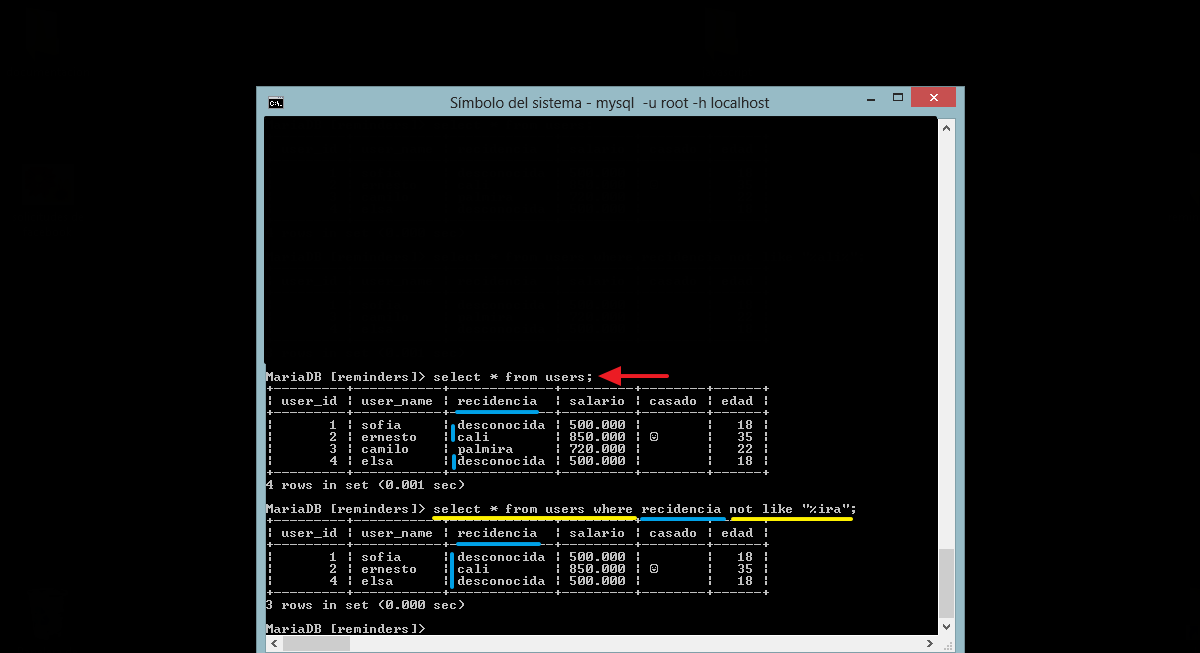 Símbolo del sistema - mysql -u root -h localhost
MariaDB [reminders]> select * from users;
+---------+-----------+-------------+---------+--------+------+
¦ user_id ¦ user_name ¦ recidencia ¦ salario ¦ casado ¦ edad ¦
+---------+-----------+-------------+---------+--------+------+
¦ 1 ¦ sofia ¦ desconocida ¦ 500.000 ¦ ¦ 18 ¦
¦ 2 ¦ ernesto ¦ cali ¦ 850.000 ¦ ☺ ¦ 35 ¦
¦ 3 ¦ camilo ¦ palmira ¦ 720.000 ¦ ¦ 22 ¦
¦ 4 ¦ elsa ¦ desconocida ¦ 500.000 ¦ ¦ 18 ¦
+---------+-----------+-------------+---------+--------+------+
4 rows in set (0.001 sec)
MariaDB [reminders]> select * from users where recidencia not like "%ira";
+---------+-----------+-------------+---------+--------+------+
¦ user_id ¦ user_name ¦ recidencia ¦ salario ¦ casado ¦ edad ¦
+---------+-----------+-------------+---------+--------+------+
¦ 1 ¦ sofia ¦ desconocida ¦ 500.000 ¦ ¦ 18 ¦
¦ 2 ¦ ernesto ¦ cali ¦ 850.000 ¦ ☺ ¦ 35 ¦
¦ 4 ¦ elsa ¦ desconocida ¦ 500.000 ¦ ¦ 18 ¦
+---------+-----------+-------------+---------+--------+------+
3 rows in set (0.000 sec)
MariaDB [reminders]>